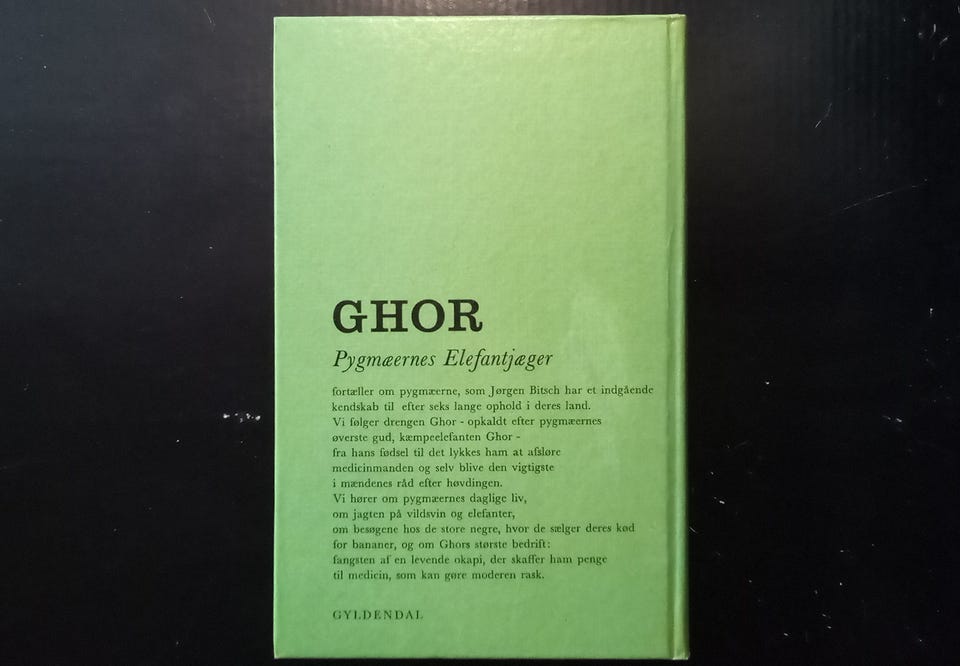 GHOR
Pygmæernes Elefantjæger
fortæller om pygmæerne, som Jørgen Bitsch har et indgående
kendskab til efter seks lange ophold i deres land.
Vi følger drengen Ghor - opkaldt efter pygmæernes
øverste gud, kæmpeelefanten Ghor -
fra hans fødsel til det lykkes ham at afsløre
medicinmanden og selv blive den vigtigste
i mændenes råd efter høvdingen.
Vi hører om pygmæernes daglige liv,
om jagten på vildsvin og elefanter,
om besøgene hos de store negre, hvor de sælger deres kød
for bananer, og om Ghors største bedrift:
fangsten af en levende okapi, der skaffer ham penge
til medicin, som kan gøre moderen rask.
GYLDENDAL